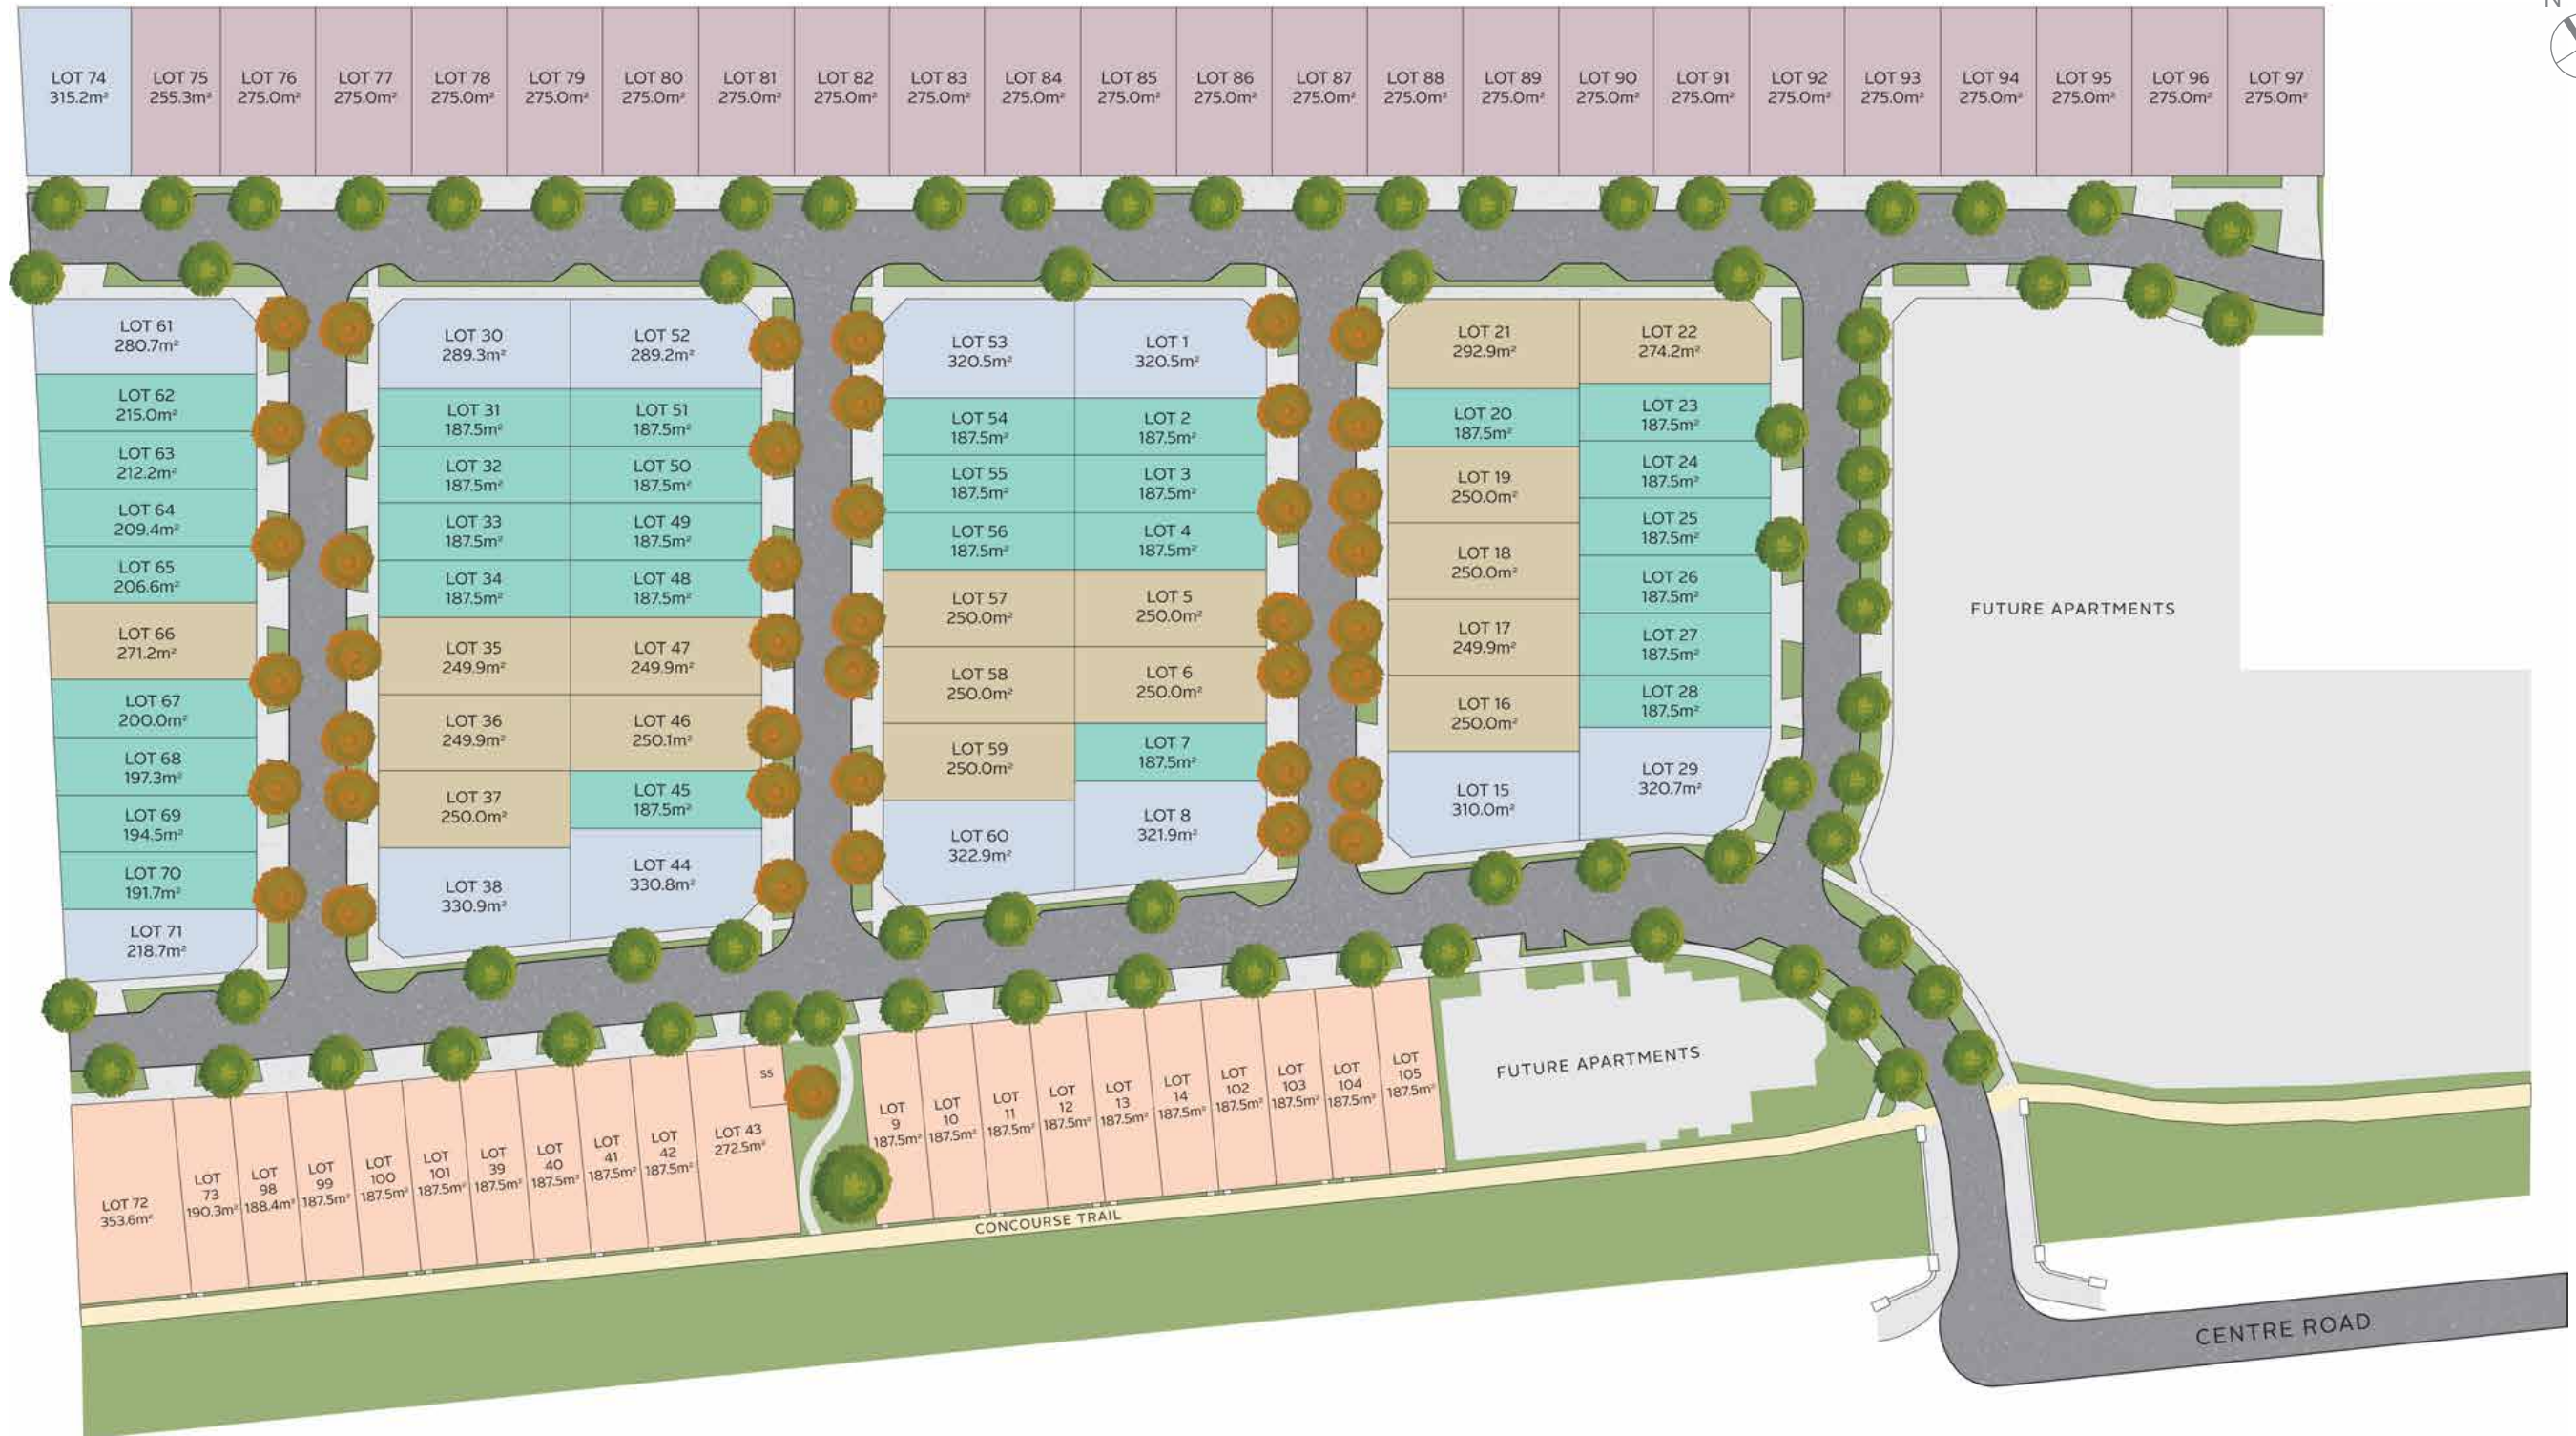 N
LOT 74
315.2m²
LOT 75
255.3m²
LOT 76
275.0m²
LOT 77
275.0m²
LOT 78
275.0m²
LOT 79
275.0m²
LOT 80
275.0m²
LOT 81
275.0m²
LOT 82
275.0m²
LOT 83
275.0m²
LOT 84
275.0m²
LOT 85
275.0m²
LOT 86
275.0m²
LOT 87
275.0m²
LOT 88
275.0m²
LOT 89
275.0m²
LOT 90
275.0m²
LOT 91
275.0m²
LOT 92
275.0m²
LOT 93
275.0m²
LOT 94
275.0m²
LOT 95
275.0m²
LOT 96
275.0m²
LOT 97
275.0m²
LOT 61
280.7m²
LOT 62
215.0m²
LOT 63
212.2m²
LOT 64
209.4m²
LOT 65
206.6m²
LOT 66
271.2m²
LOT 67
200.0m²
LOT 68
197.3m²
LOT 69
194.5m²
LOT 70
191.7m²
LOT 71
218.7m²
LOT 30
289.3m²
LOT 31
187.5m²
LOT 32
187.5m²
LOT 33
187.5m²
LOT 34
187.5m²
LOT 35
249.9m²
LOT 36
249.9m²
LOT 37
250.0m²
LOT 38
330.9m²
LOT 52
289.2m²
LOT 51
187.5m²
LOT 50
187.5m²
LOT 49
187.5m²
LOT 48
187.5m²
LOT 47
249.9m²
LOT 46
250.1m²
LOT 45
187.5m²
LOT 44
330.8m²
LOT 53
320.5m²
LOT 54
187.5m²
LOT 55
187.5m²
LOT 56
187.5m²
LOT 57
250.0m²
LOT 58
250.0m²
LOT 59
250.0m²
LOT 60
322.9m²
LOT 1
320.5m²
LOT 2
187.5m²
LOT 3
187.5m²
LOT 4
187.5m²
LOT 5
250.0m²
LOT 6
250.0m²
LOT 7
187.5m²
LOT 8
321.9m²
LOT 21
292.9m²
LOT 20
187.5m²
LOT 19
250.0m²
LOT 18
250.0m²
LOT 17
249.9m²
LOT 16
250.0m²
LOT 15
310.0m²
LOT 22
274.2m²
LOT 23
187.5m²
LOT 24
187.5m²
LOT 25
187.5m²
LOT 26
187.5m²
LOT 27
187.5m²
LOT 28
187.5m²
LOT 29
320.7m²
FUTURE APARTMENTS
LOT 72
353.6m²
LOT
73
190.3m²
LOT
98
188.4m²
LOT
99
187.5m²
LOT
100
187.5m²
LOT
101
187.5m²
LOT
39
187.5m²
LOT
40
187.5m²
LOT
41
187.5m²
LOT
42
187.5m²
LOT 43
272.5m²
SS
LOT
9
187.5m²
LOT
10
187.5m²
LOT
11
187.5m²
LOT
12
187.5m²
LOT
13
187.5m²
LOT
14
187.5m²
LOT
102
187.5m²
LOT
103
187.5m²
LOT
104
187.5m²
LOT
105
187.5m²
FUTURE APARTMENTS
CONCOURSE TRAIL
CENTRE ROAD